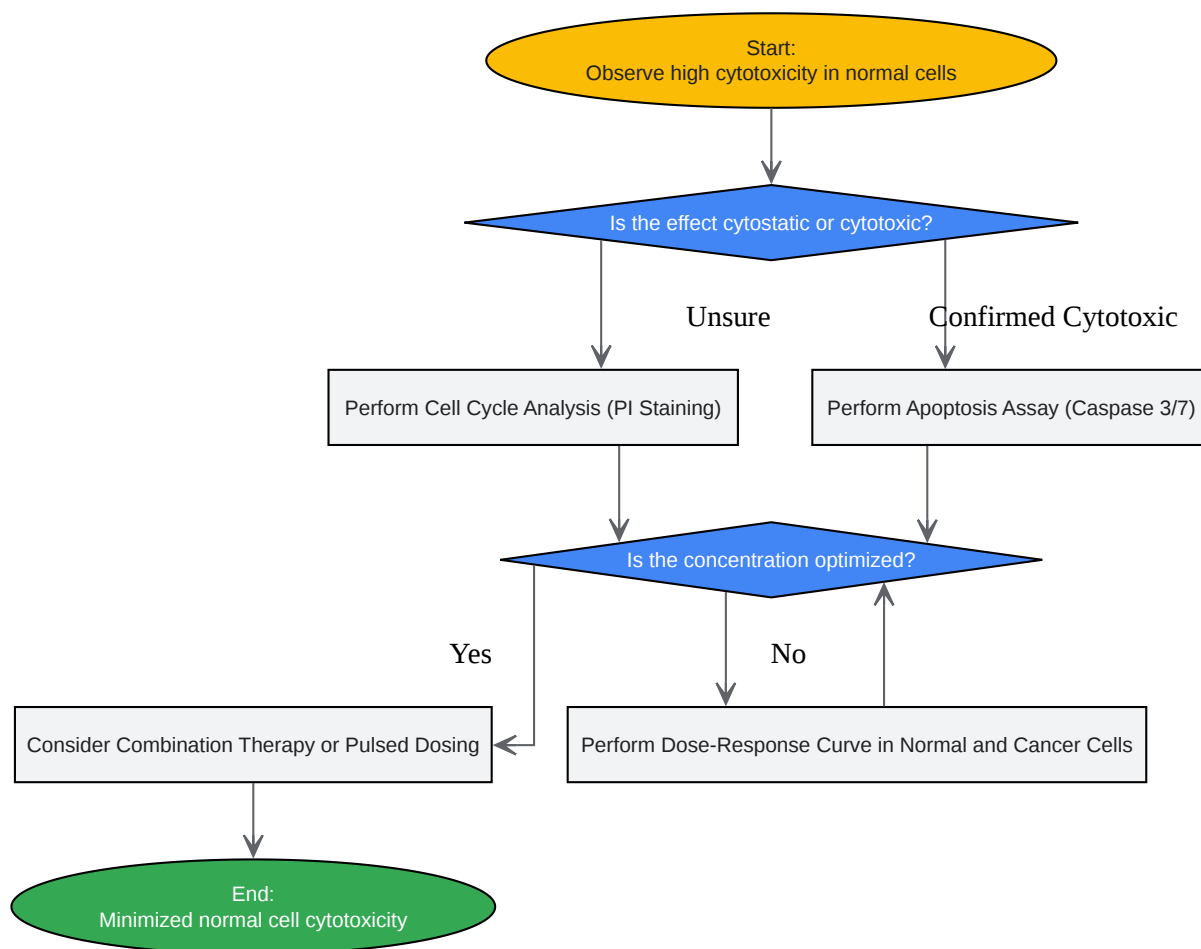 Start:
Observe high cytotoxicity in normal cells
Is the effect cytostatic or cytotoxic?
Unsure
Confirmed Cytotoxic
Perform Cell Cycle Analysis (PI Staining)
Perform Apoptosis Assay (Caspase 3/7)
Is the concentration optimized?
Yes
No
Consider Combination Therapy or Pulsed Dosing
Perform Dose-Response Curve in Normal and Cancer Cells
End:
Minimized normal cell cytotoxicity